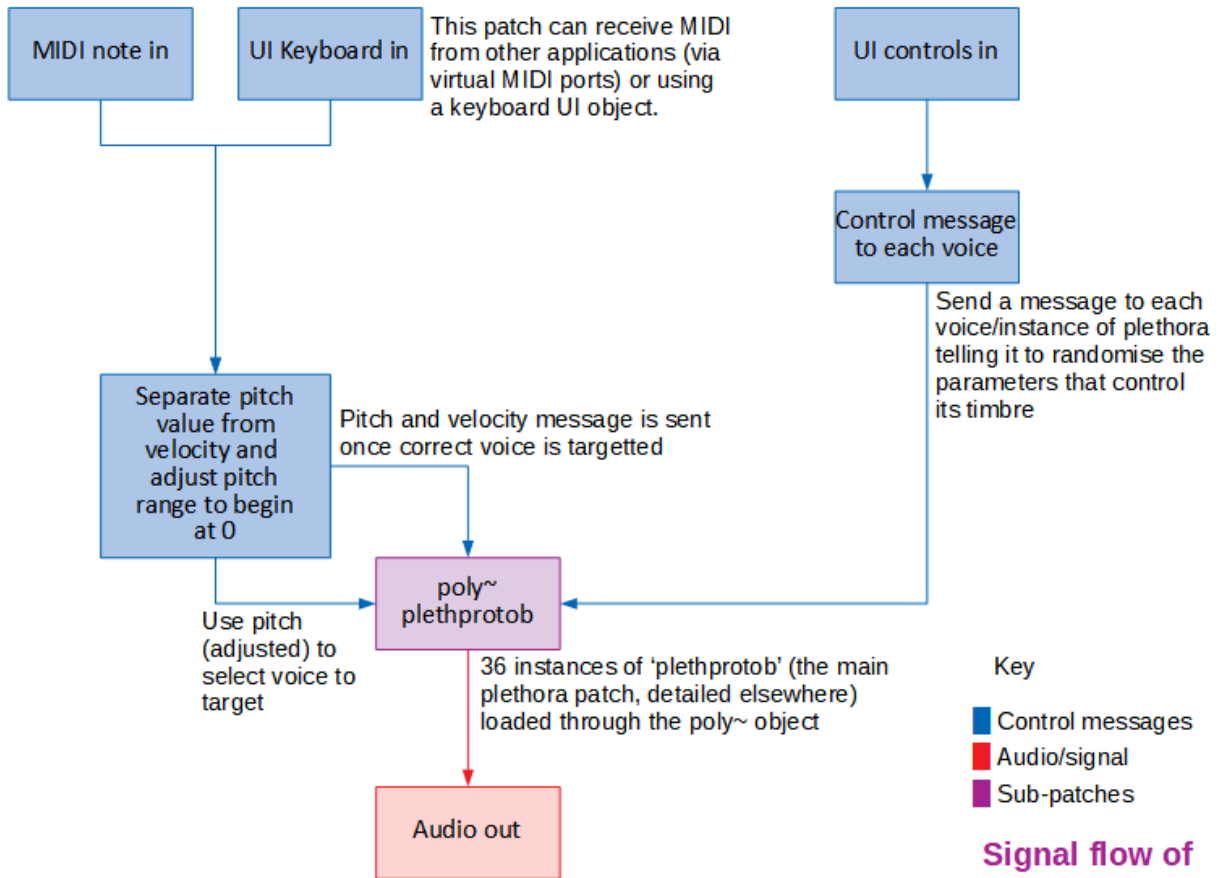 MIDI note in
UI Keyboard in
This patch can receive MIDI
from other applications (via
virtual MIDI ports) or using
a keyboard UI object.
UI controls in
Control message
to each voice
Send a message to each
voice/instance of plethora
telling it to randomise the
parameters that control
its timbre
Separate pitch
value from
velocity and
adjust pitch
range to begin
at 0
Pitch and velocity message is sent
once correct voice is targetted
poly~
plethprotob
Use pitch
(adjusted) to
select voice to
target
36 instances of ‘plethprotob’ (the main
plethora patch, detailed elsewhere)
loaded through the poly~ object
Audio out
Key
Control messages
Audio/signal
Sub-patches
Signal flow of